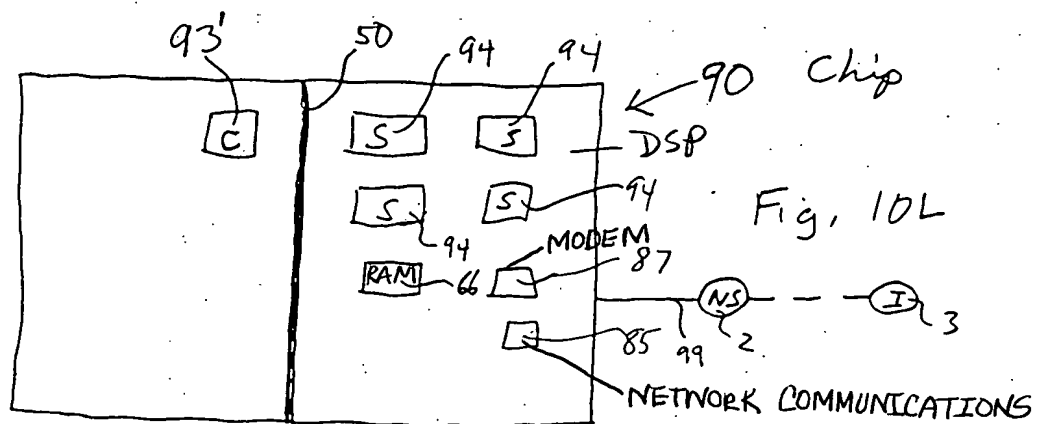 93' 50 94 94 90 Chip
C S S DSP
S S 94 Fig, 10L
94 MODEM
RAM 66 87
NS I
85 99 2 3
NETWORK COMMUNICATIONS